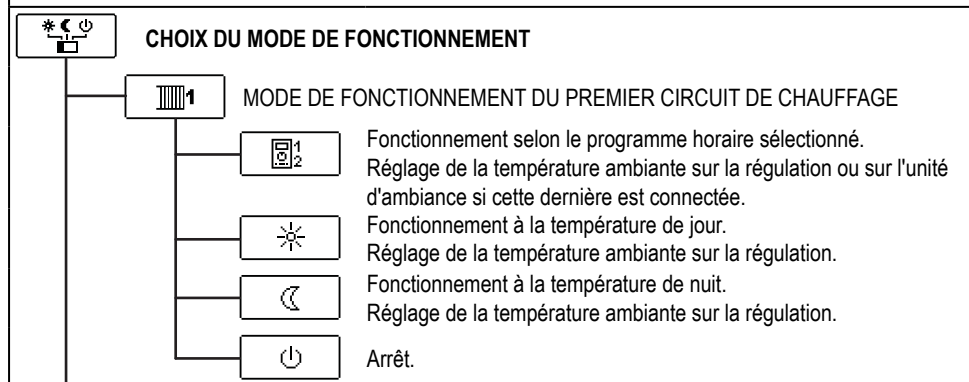 CHOIX DU MODE DE FONCTIONNEMENT
1 MODE DE FONCTIONNEMENT DU PREMIER CIRCUIT DE CHAUFFAGE
1
2
Fonctionnement selon le programme horaire sélectionné.
Réglage de la température ambiante sur la régulation ou sur l'unité
d'ambiance si cette dernière est connectée.
Fonctionnement à la température de jour.
Réglage de la température ambiante sur la régulation.
Fonctionnement à la température de nuit.
Réglage de la température ambiante sur la régulation.
Arrêt.